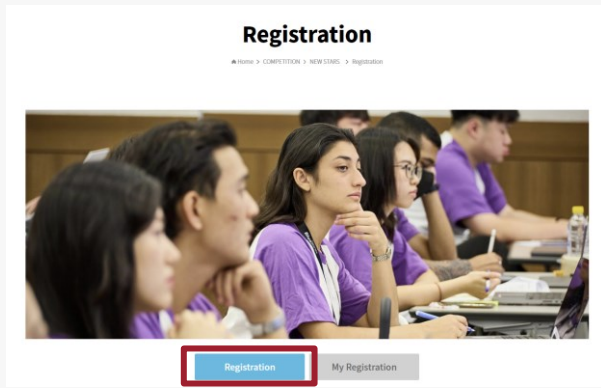 Registration
Home > COMPETITION > NEW STARS > Registration
Registration
My Registration